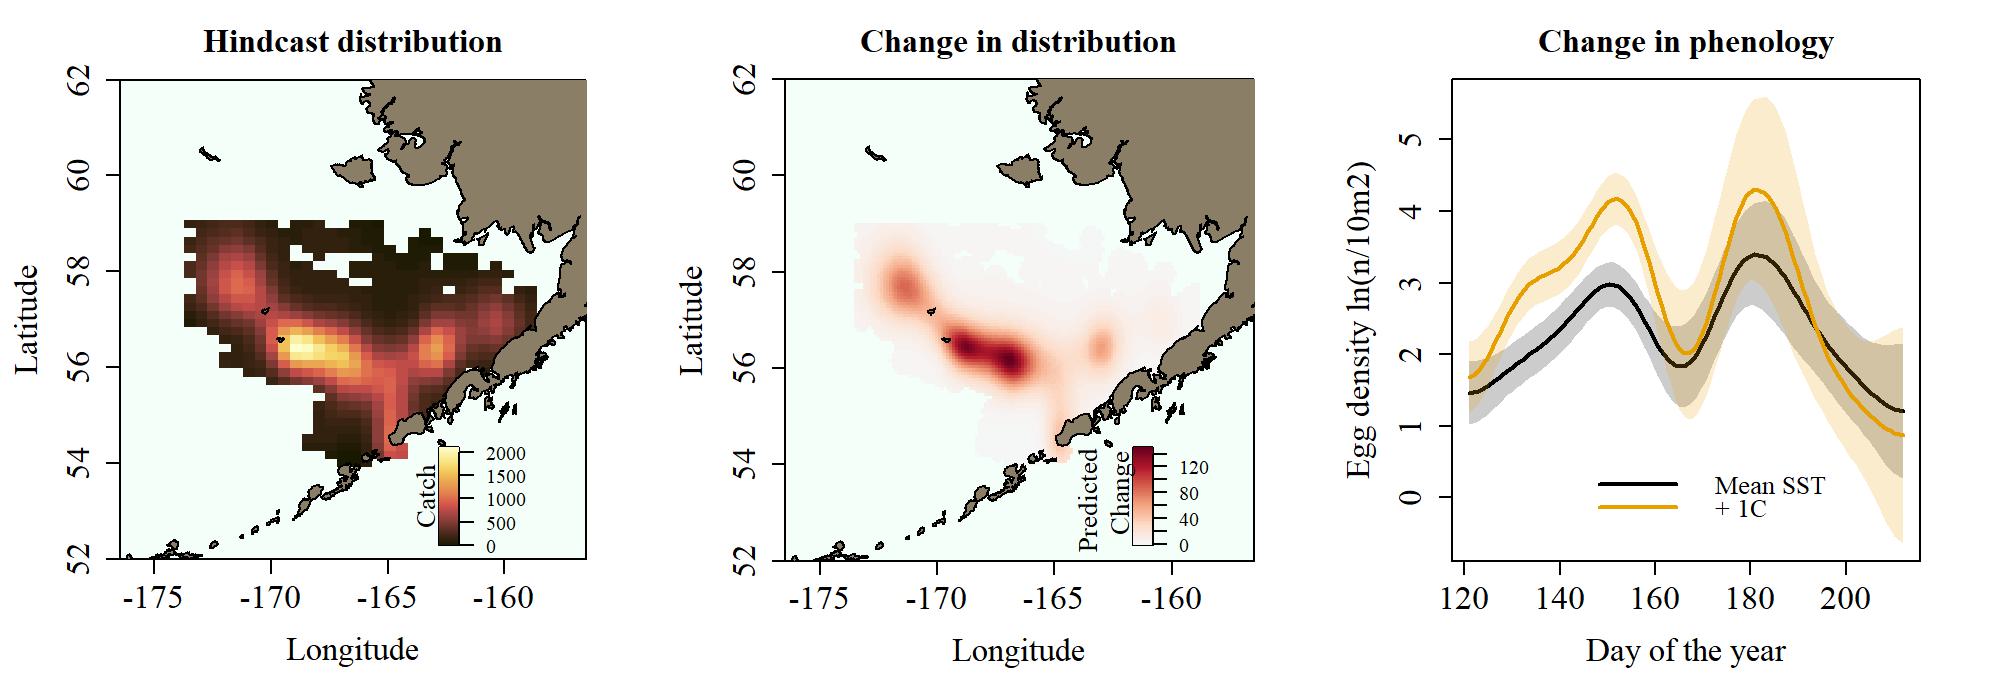 Hindcast distribution
Latitude
62
60
58
56
54
52
-175
-170
-165
-160
Longitude
Catch
2000
1500
1000
500
0
Change in distribution
Latitude
62
60
58
56
54
52
-175
-170
-165
-160
Longitude
Predicted
Change
120
80
40
0
Change in phenology
Egg density ln(n/10m2)
5
4
3
2
1
0
120
140
160
180
200
Day of the year
Mean SST
+ 1C